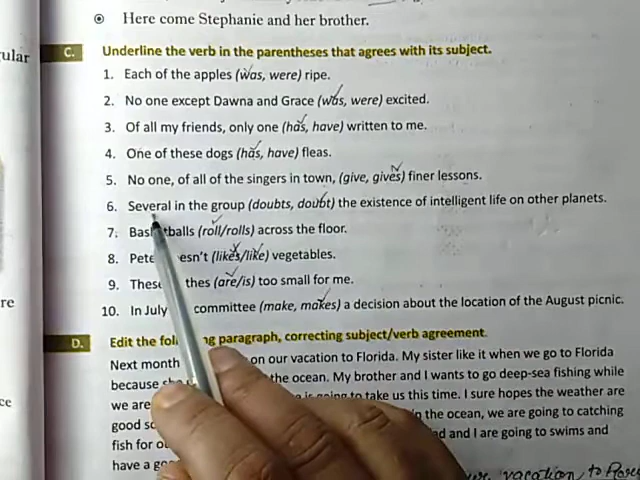 Here come Stephanie and her brother.
ular
C. Underline the verb in the parentheses that agrees with its subject.
1. Each of the apples (was, were) ripe.
2. No one except Dawna and Grace (was, were) excited.
3. Of all my friends, only one (has, have) written to me.
4. One of these dogs (has, have) fleas.
5. No one, of all of the singers in town, (give, gives) finer lessons.
6. Several in the group (doubts, doubt) the existence of intelligent life on other planets.
7. Bask tballs (roll/rolls) across the floor.
8. Pete esn't (likes/like) vegetables.
9. These thes (are/is) too small for me.
re
10. In July committee (make, makes) a decision about the location of the August picnic.
D. Edit the foll ng paragraph, correcting subject/verb agreement.
Next month on our vacation to Florida. My sister like it when we go to Florida
because the ocean. My brother and I wants to go deep-sea fishing while
ce
we are is going to take us this time. I sure hopes the weather are
good in the ocean, we are going to catching
fish for and I are going to swims and
have a vacation to